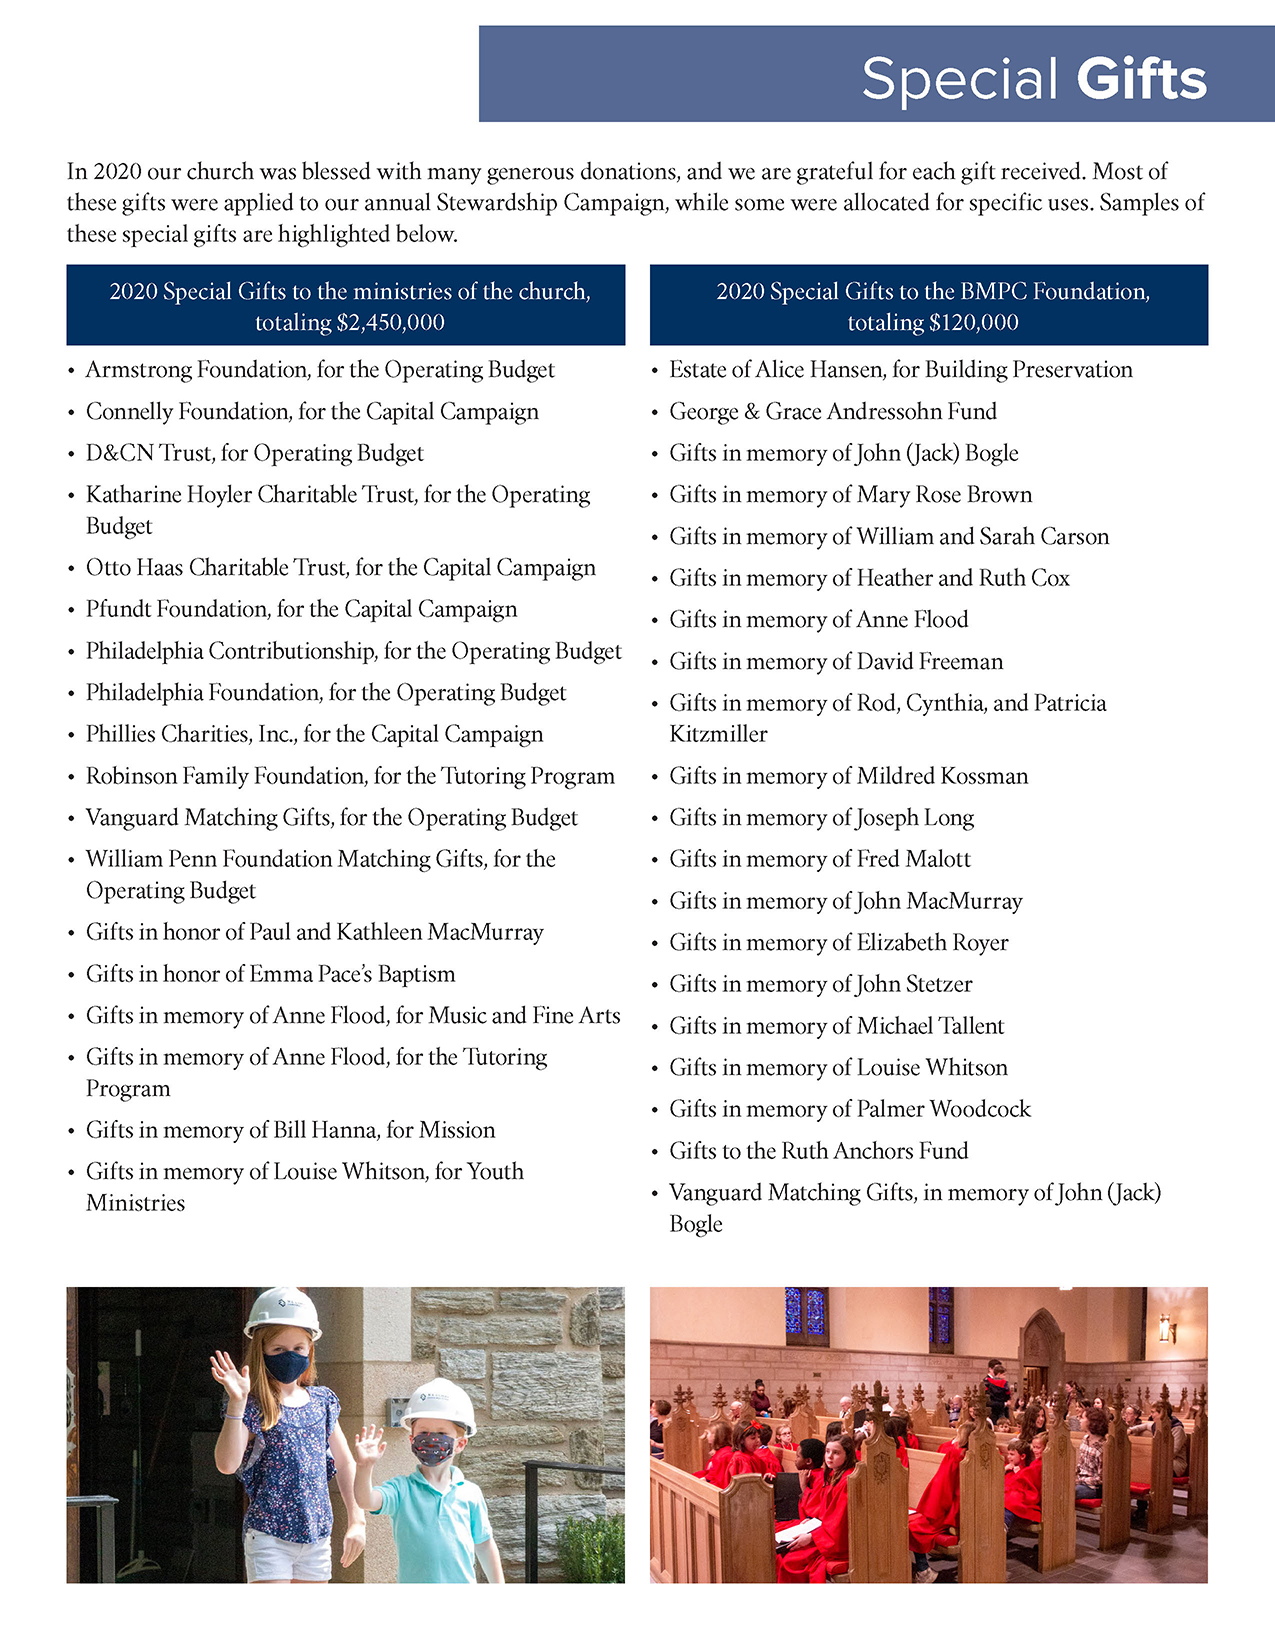 Special Gifts
In 2020 our church was blessed with many generous donations, and we are grateful for each gift received. Most of
these gifts were applied to our annual Stewardship Campaign, while some were allocated for specific uses. Samples of
these special gifts are highlighted below.
2020 Special Gifts to the ministries of the church,
totaling $2,450,000
• Armstrong Foundation, for the Operating Budget
• Connelly Foundation, for the Capital Campaign
• D&CN Trust, for Operating Budget
• Katharine Hoyler Charitable Trust, for the Operating
Budget
• Otto Haas Charitable Trust, for the Capital Campaign
• Pfundt Foundation, for the Capital Campaign
• Philadelphia Contributionship, for the Operating Budget
• Philadelphia Foundation, for the Operating Budget
• Phillies Charities, Inc., for the Capital Campaign
• Robinson Family Foundation, for the Tutoring Program
• Vanguard Matching Gifts, for the Operating Budget
• William Penn Foundation Matching Gifts, for the
Operating Budget
• Gifts in honor of Paul and Kathleen MacMurray
• Gifts in honor of Emma Pace’s Baptism
• Gifts in memory of Anne Flood, for Music and Fine Arts
• Gifts in memory of Anne Flood, for the Tutoring
Program
• Gifts in memory of Bill Hanna, for Mission
• Gifts in memory of Louise Whitson, for Youth
Ministries
2020 Special Gifts to the BMPC Foundation,
totaling $120,000
• Estate of Alice Hansen, for Building Preservation
• George & Grace Andressohn Fund
• Gifts in memory of John (Jack) Bogle
• Gifts in memory of Mary Rose Brown
• Gifts in memory of William and Sarah Carson
• Gifts in memory of Heather and Ruth Cox
• Gifts in memory of Anne Flood
• Gifts in memory of David Freeman
• Gifts in memory of Rod, Cynthia, and Patricia
Kitzmiller
• Gifts in memory of Mildred Kossman
• Gifts in memory of Joseph Long
• Gifts in memory of Fred Malott
• Gifts in memory of John MacMurray
• Gifts in memory of Elizabeth Royer
• Gifts in memory of John Stetzer
• Gifts in memory of Michael Tallent
• Gifts in memory of Louise Whitson
• Gifts in memory of Palmer Woodcock
• Gifts to the Ruth Anchors Fund
• Vanguard Matching Gifts, in memory of John (Jack)
Bogle